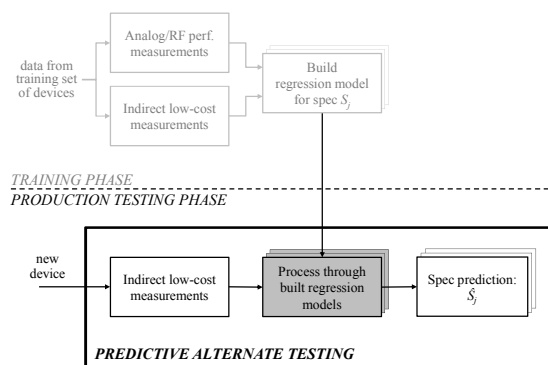 data from
training set
of devices
Analog/RF perf.
measurements
Indirect low-cost
measurements
Build
regression model
for spec Sj
TRAINING PHASE
PRODUCTION TESTING PHASE
new
device
Indirect low-cost
measurements
Process through
built regression
models
Spec prediction:
Ŝj
PREDICTIVE ALTERNATE TESTING